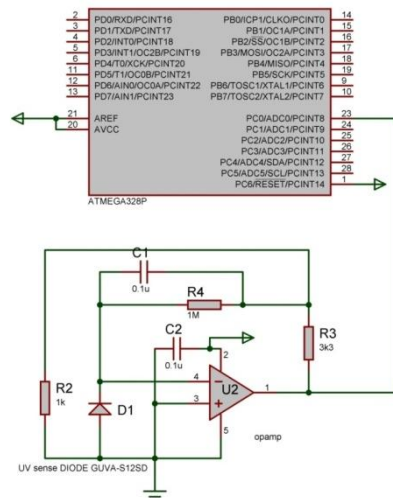 2 PD0/RXD/PCINT16 PB0/ICP1/CLKO/PCINT0 14
3 PD1/TXD/PCINT17 PB1/OC1A/PCINT1 15
4 PD2/INT0/PCINT18 PB2/SS/OC1B/PCINT2 16
5 PD3/INT1/OC2B/PCINT19 PB3/MOSI/OC2A/PCINT3 17
6 PD4/T0/XCK/PCINT20 PB4/MISO/PCINT4 18
11 PD5/T1/OC0B/PCINT21 PB5/SCK/PCINT5 19
12 PD6/AIN0/OC0A/PCINT22 PB6/TOSC1/XTAL1/PCINT6 9
13 PD7/AIN1/PCINT23 PB7/TOSC2/XTAL2/PCINT7 10
21 AREF PC0/ADC0/PCINT8 23
20 AVCC PC1/ADC1/PCINT9 24
PC2/ADC2/PCINT10 25
PC3/ADC3/PCINT11 26
PC4/ADC4/SDA/PCINT12 27
PC5/ADC5/SCL/PCINT13 28
PC6/RESET/PCINT14 1
ATMEGA328P
C1
0.1u
R4
1M
C2
0.1u
R3
3k3
2
R2
1k
D1
4
3
U2
1
5
opamp
UV sense DIODE GUVA-S12SD